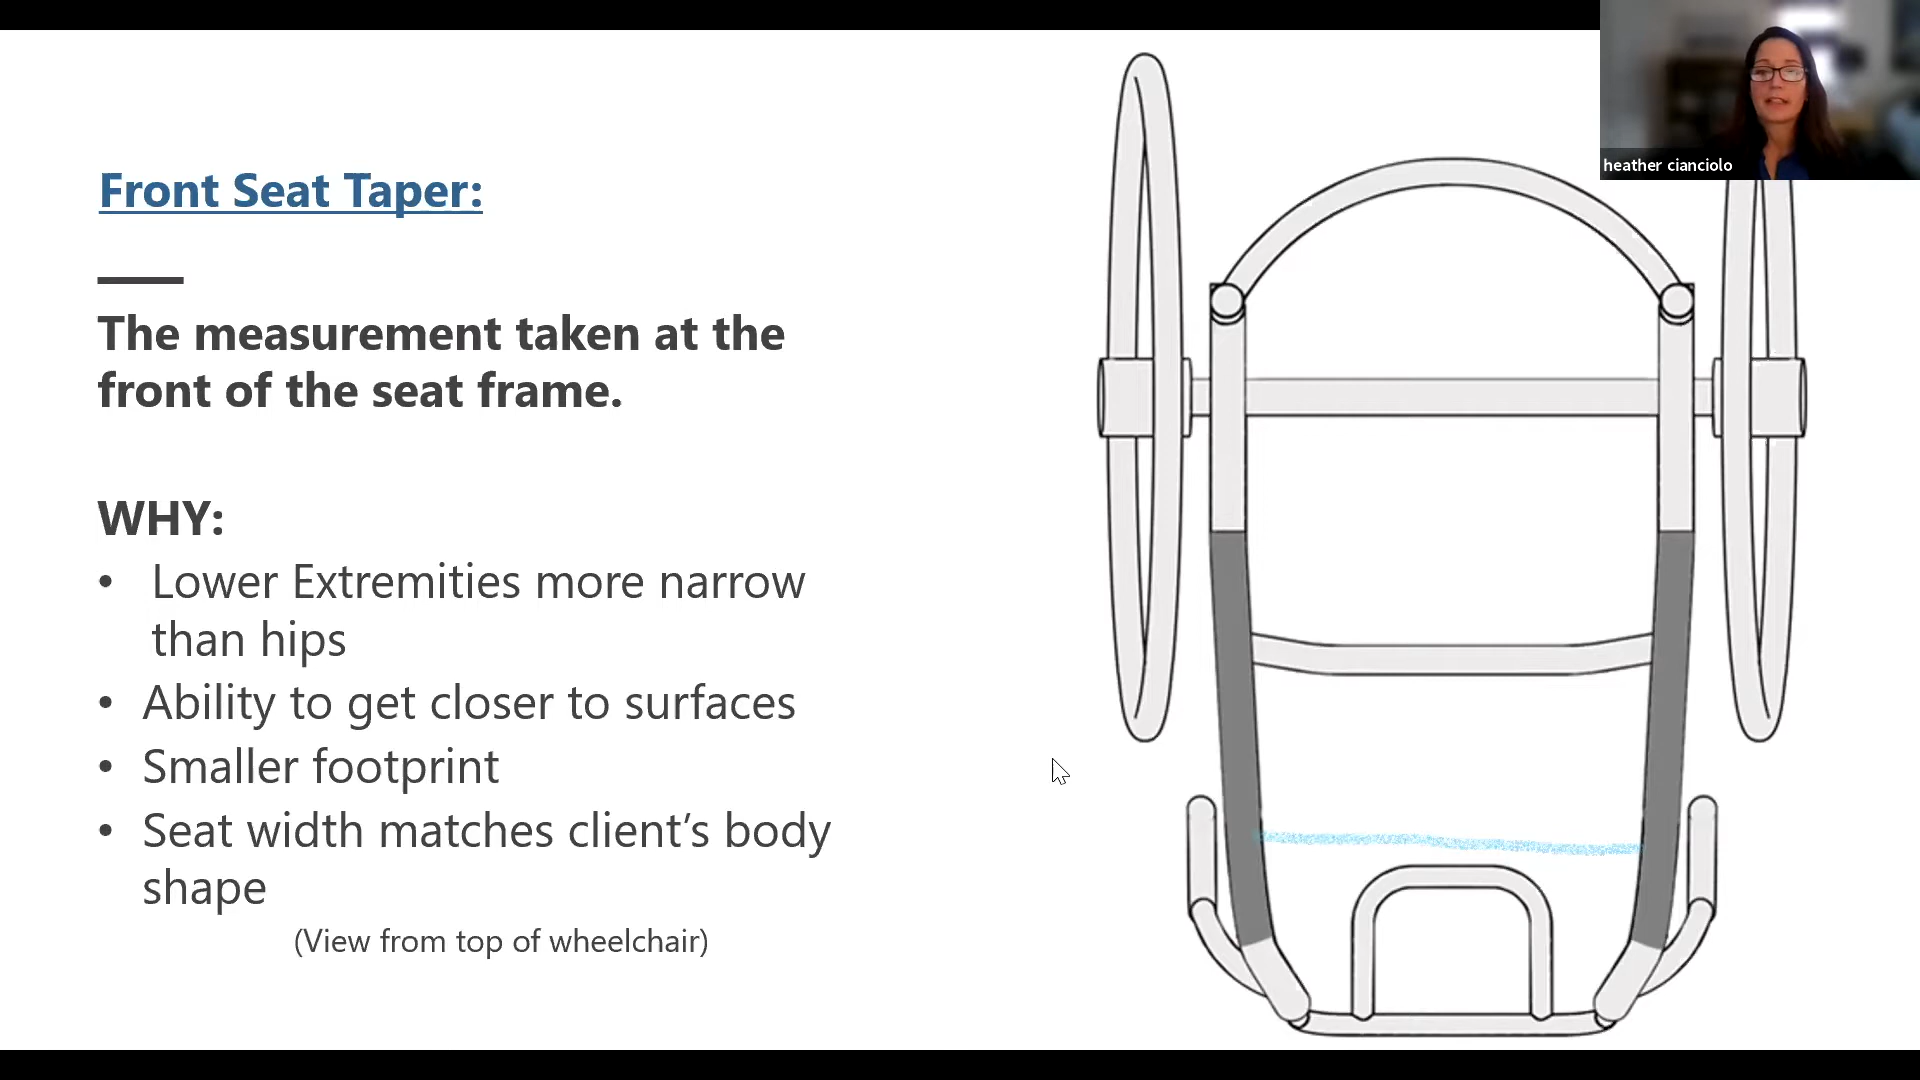 heather cianciolo
Front Seat Taper:
The measurement taken at the
front of the seat frame.
WHY:
• Lower Extremities more narrow
than hips
• Ability to get closer to surfaces
• Smaller footprint
• Seat width matches client’s body
shape
(View from top of wheelchair)